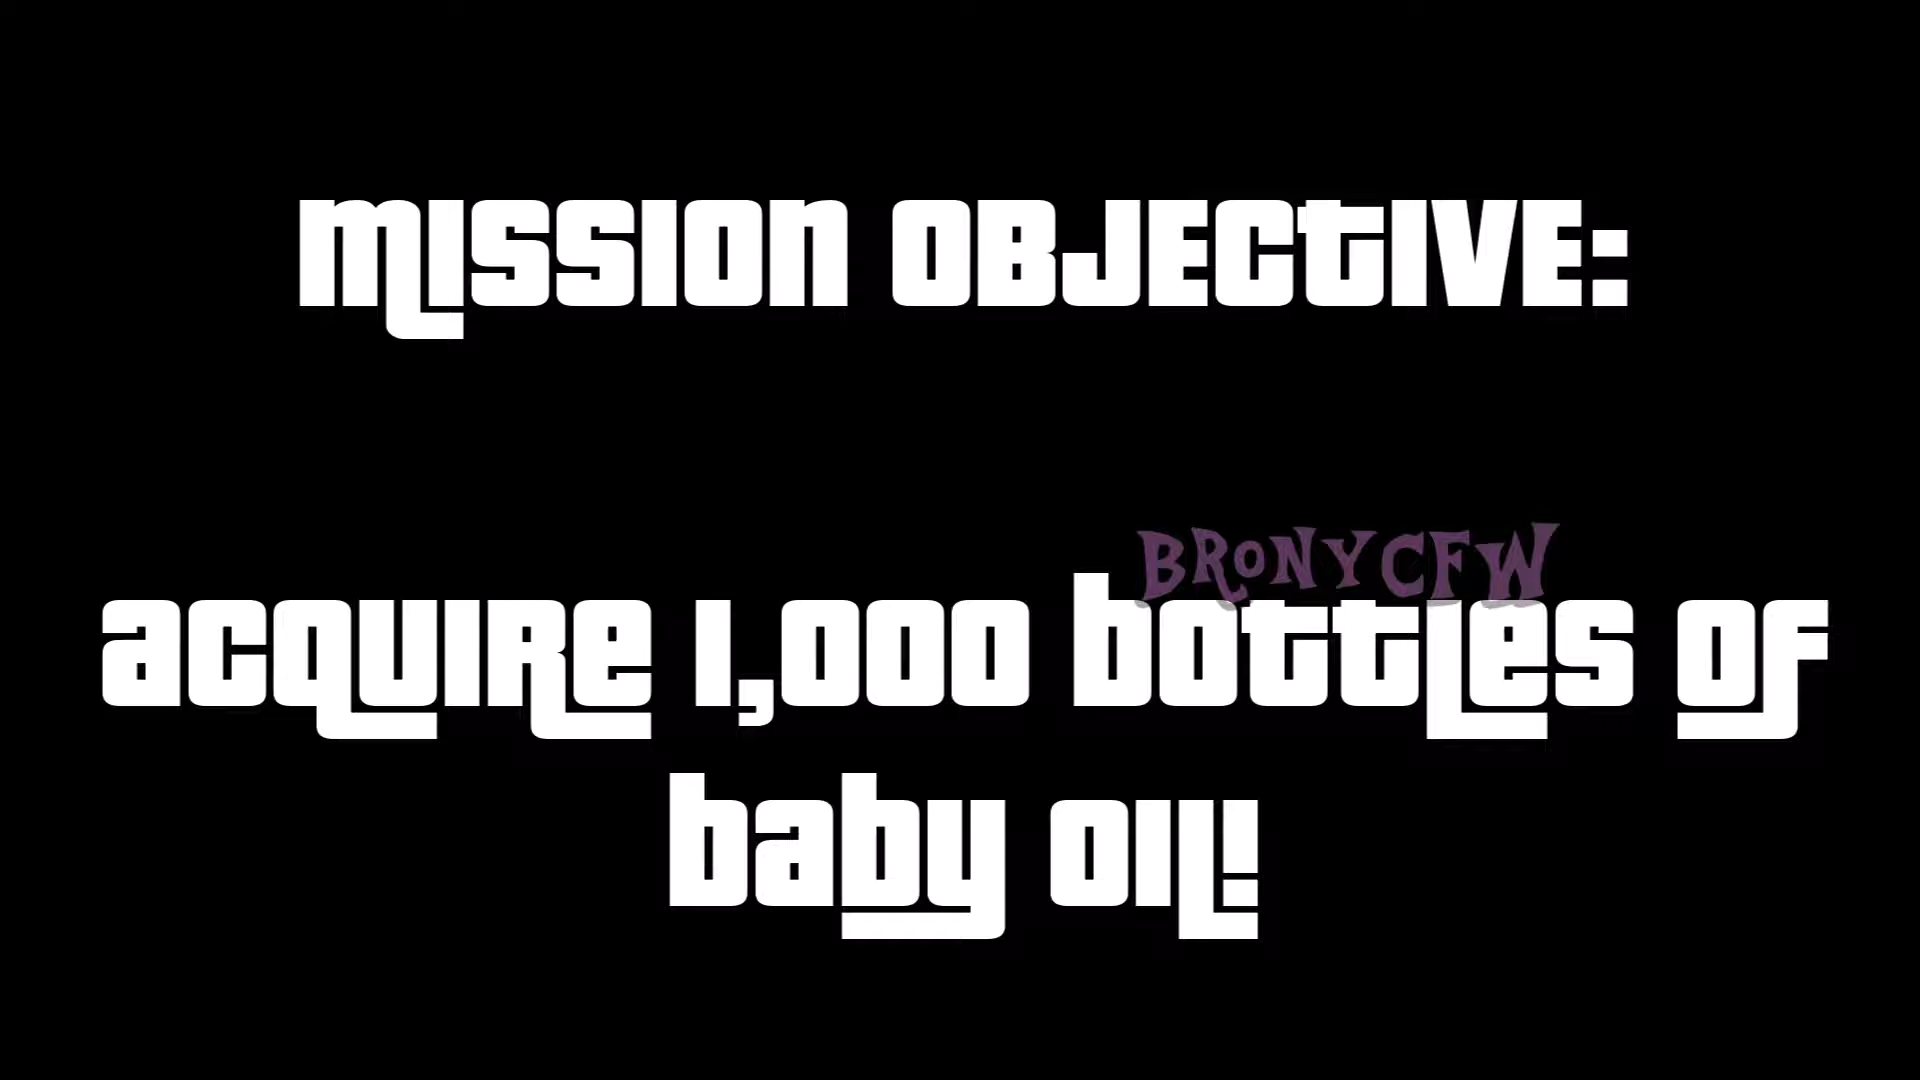 MISSION OBJECTIVE:
BRONYCFW
ACQUIRE 1,000 BOTTLES OF
BABY OIL!